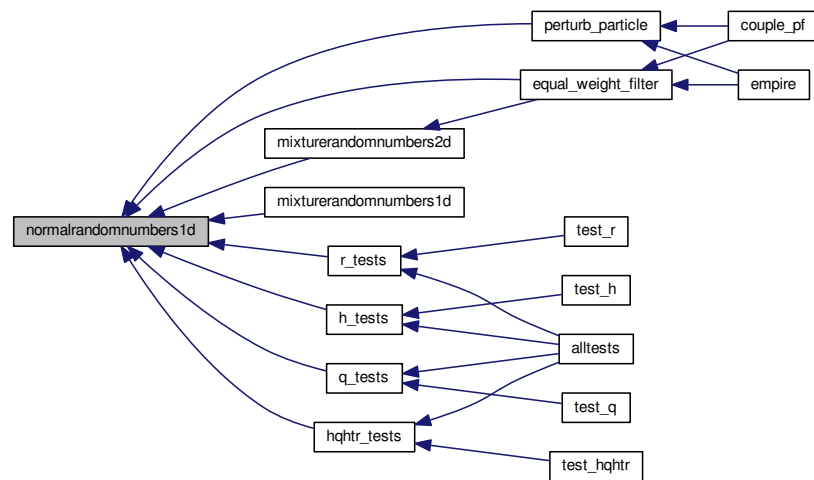 perturb_particle
couple_pf
equal_weight_filter
empire
mixturerandomnumbers2d
mixturerandomnumbers1d
normalrandomnumbers1d
test_r
r_tests
test_h
h_tests
alltests
q_tests
test_q
hqhtr_tests
test_hqhtr